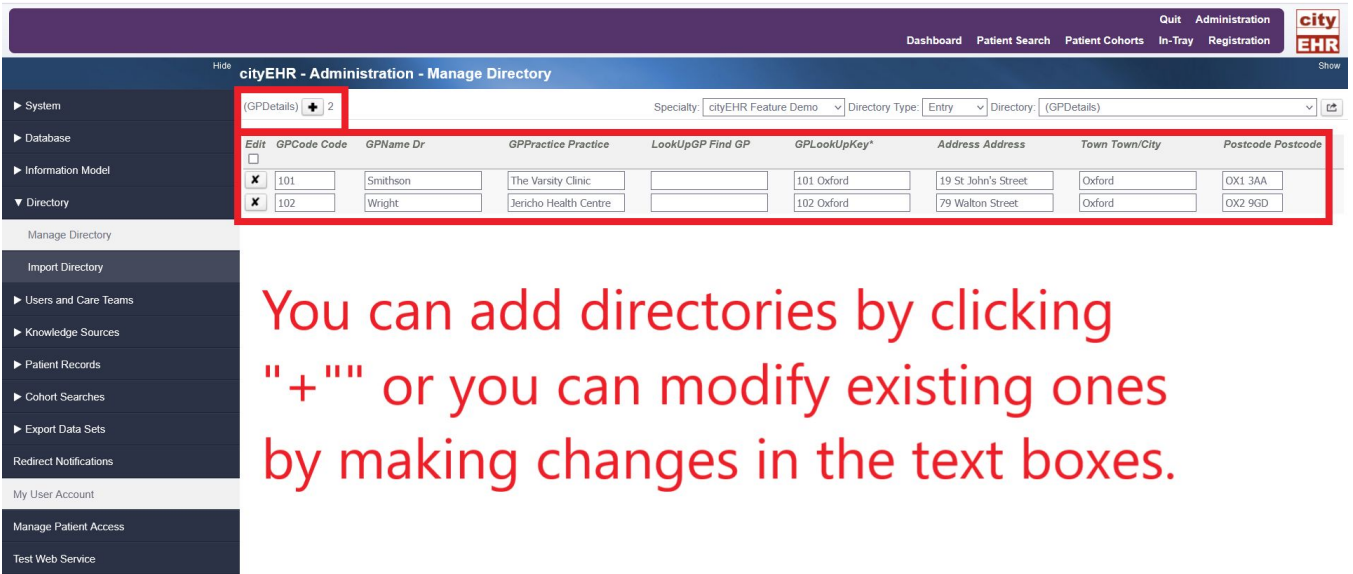 Quit Administration
city
EHR
Dashboard Patient Search Patient Cohorts In-Tray Registration
Hide
cityEHR - Administration - Manage Directory
Show
▶ System
▶ Database
▶ Information Model
▼ Directory
Manage Directory
Import Directory
▶ Users and Care Teams
▶ Knowledge Sources
▶ Patient Records
▶ Cohort Searches
▶ Export Data Sets
Redirect Notifications
My User Account
Manage Patient Access
Test Web Service
(GPDetails) + 2
Specialty: cityEHR Feature Demo Directory Type: Entry Directory: (GPDetails)
Edit GPCode Code GPName Dr GPPractice Practice LookUpGP Find GP GPLookUpKey* Address Address Town Town/City Postcode Postcode
✘ 101 Smithson The Varsity Clinic 101 Oxford 19 St John's Street Oxford OX1 3AA
✘ 102 Wright Jericho Health Centre 102 Oxford 79 Walton Street Oxford OX2 9GD
You can add directories by clicking
"+"" or you can modify existing ones
by making changes in the text boxes.